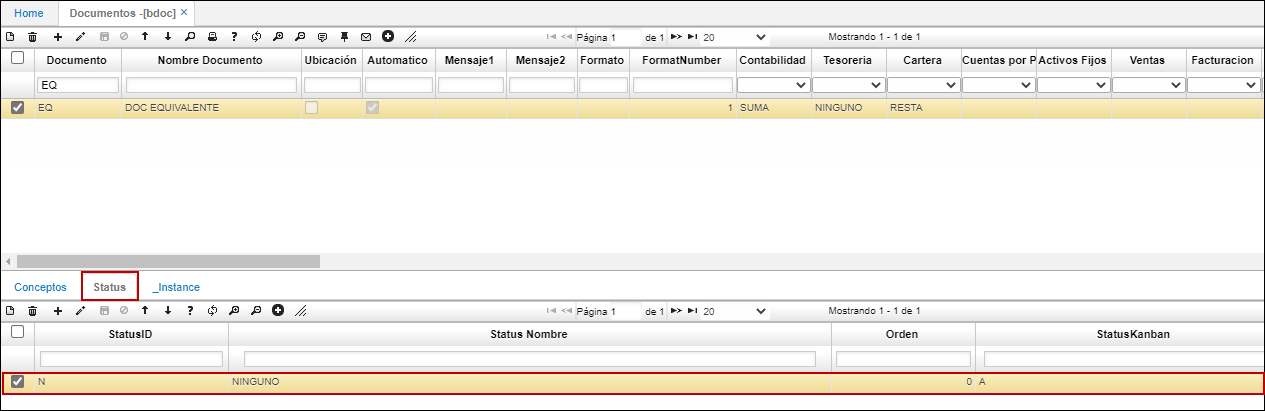 Home Documentos -[bdoc] ×
Página 1 de 1 20 Mostrando 1 - 1 de 1
Documento Nombre Documento Ubicación Automatico Mensaje1 Mensaje2 Formato FormatNumber Contabilidad Tesoreria Cartera Cuentas por P Activos Fijos Ventas Facturacion
EQ
EQ DOC EQUIVALENTE 1 SUMA NINGUNO RESTA
Conceptos Status _Instance
Página 1 de 1 20 Mostrando 1 - 1 de 1
StatusID Status Nombre Orden StatusKanban
N NINGUNO 0 A